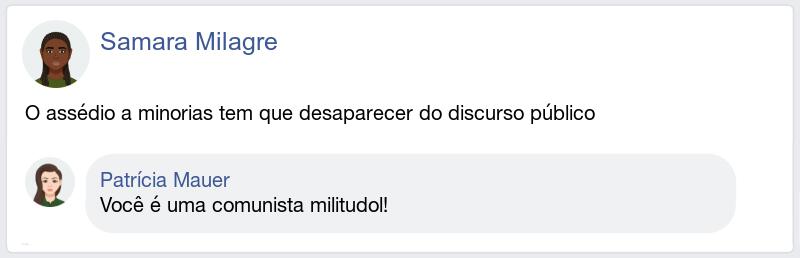 Samara Milagre
O assédio a minorias tem que desaparecer do discurso público
Patrícia Mauer
Você é uma comunista militudol!